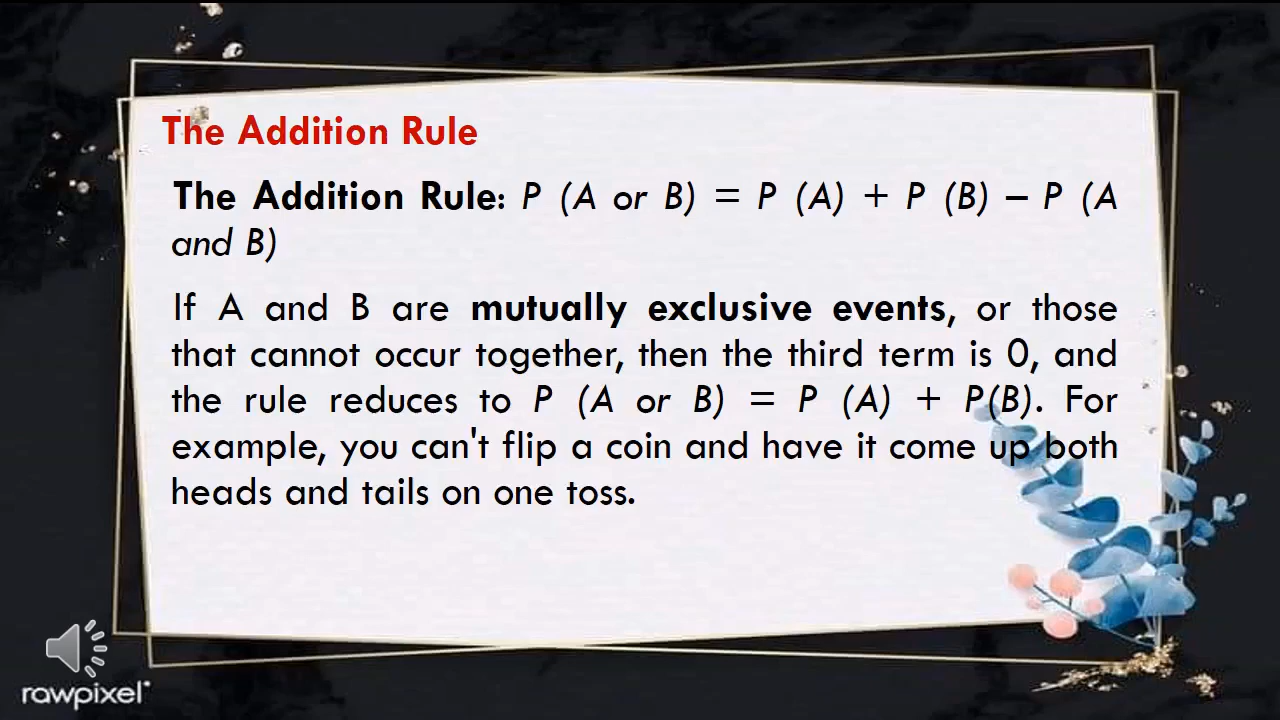 The Addition Rule
The Addition Rule: P (A or B) = P (A) + P (B) – P (A
and B)
If A and B are mutually exclusive events, or those
that cannot occur together, then the third term is 0, and
the rule reduces to P (A or B) = P (A) + P(B). For
example, you can't flip a coin and have it come up both
heads and tails on one toss.
rawpixel